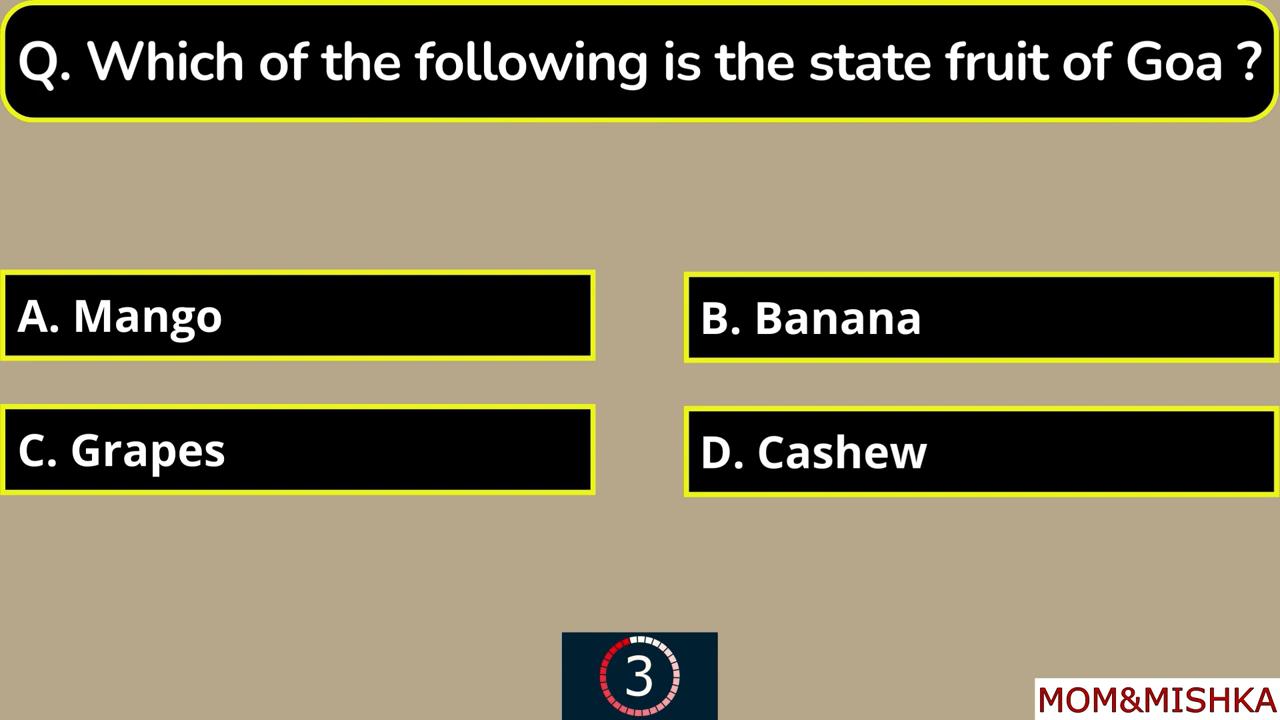 Q. Which of the following is the state fruit of Goa ?
A. Mango
B. Banana
C. Grapes
D. Cashew
3
MOM&MISHKA